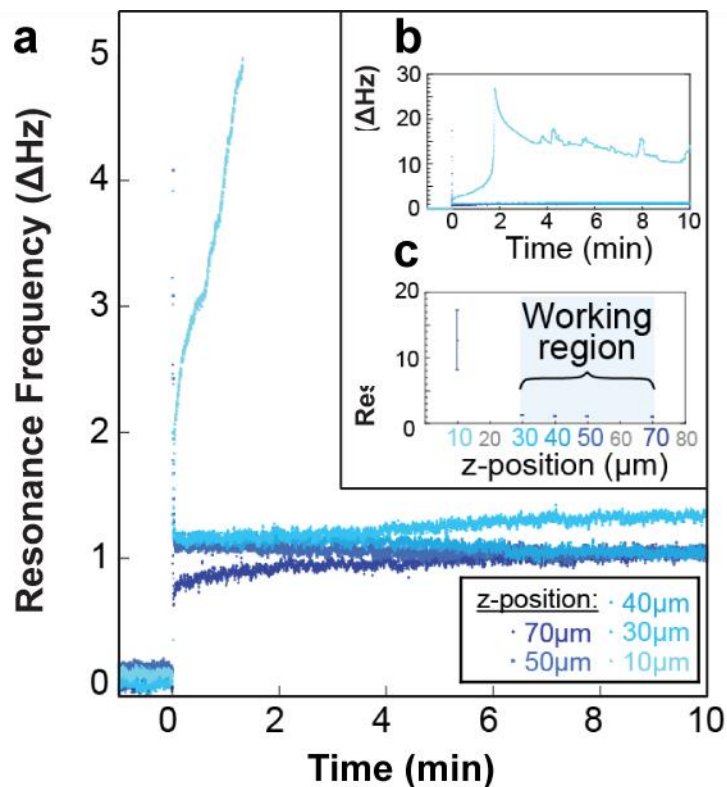 a
Resonance Frequency (ΔHz)
5
4
3
2
1
0
0 2 4 6 8 10
Time (min)
b
(ΔHz)
30
20
10
0
0 2 4 6 8 10
Time (min)
c
Res
20
10
0
Working
region
10 20 30 40 50 60 70 80
z-position (μm)
z-position:
70μm
50μm
40μm
30μm
10μm